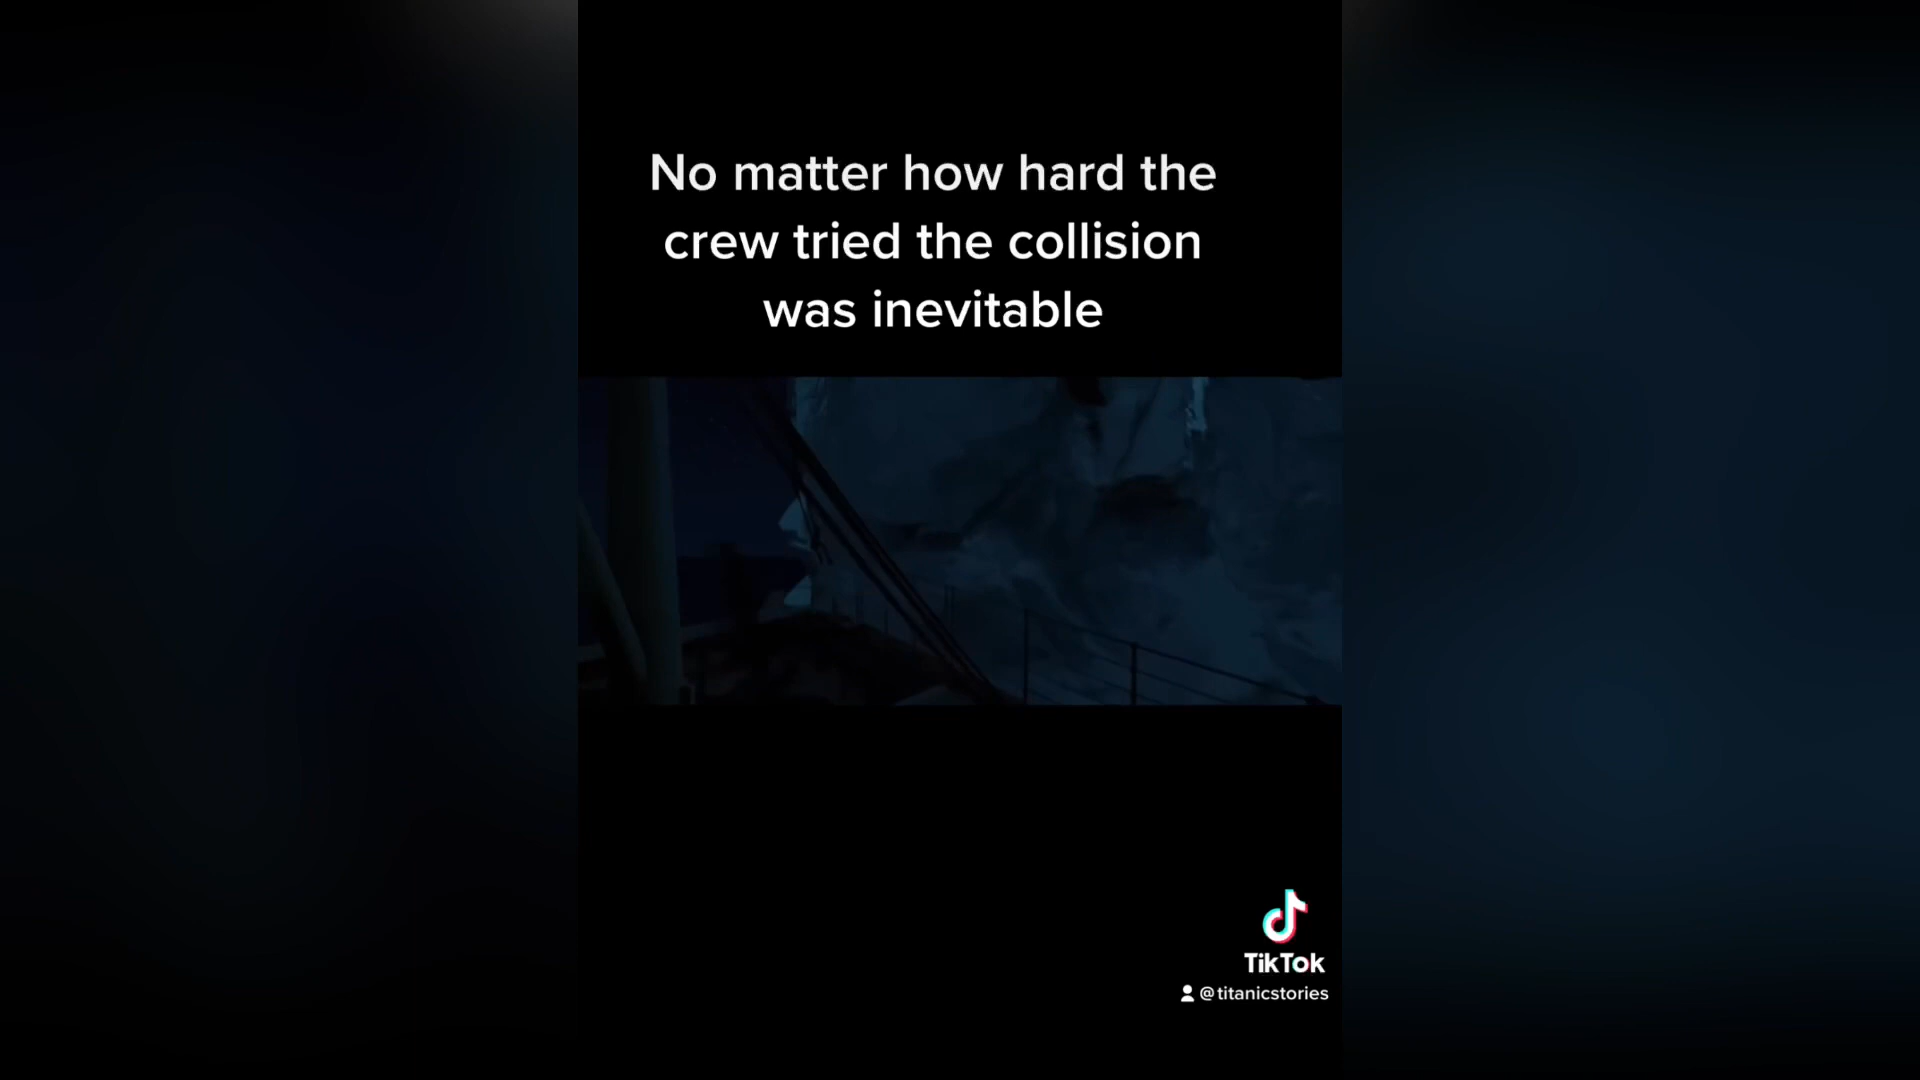 No matter how hard the
crew tried the collision
was inevitable
TikTok
@titanicstories